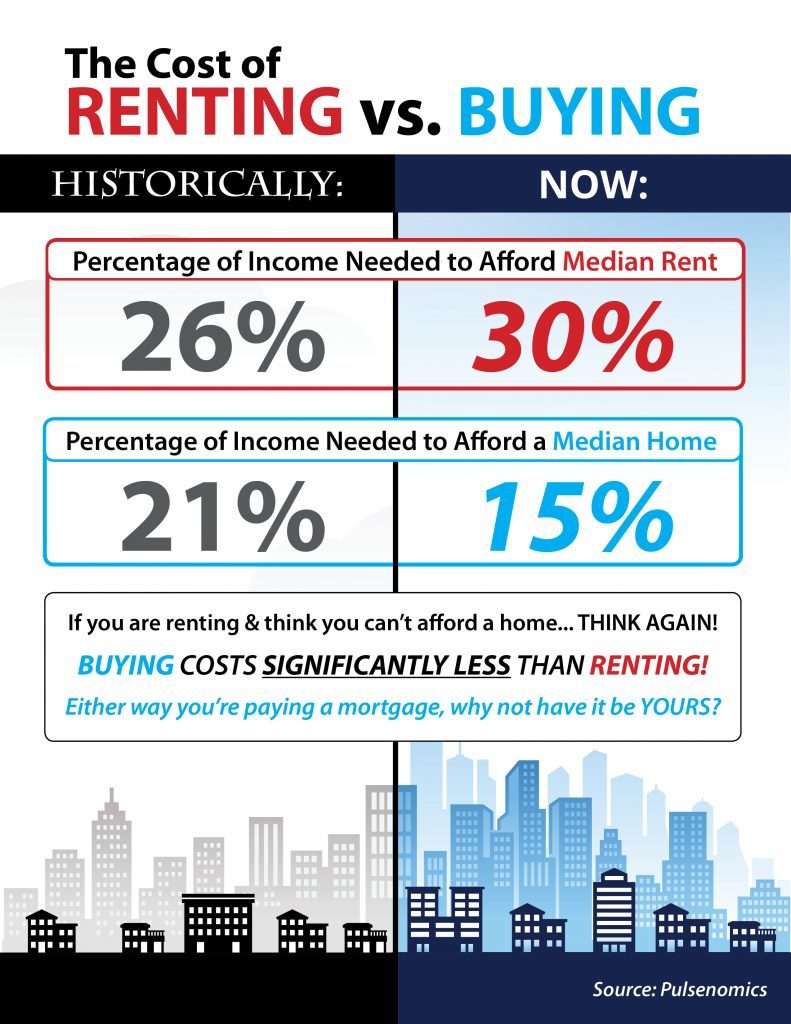 The Cost of
RENTING vs. BUYING
HISTORICALLY:
NOW:
Percentage of Income Needed to Afford Median Rent
26%
30%
Percentage of Income Needed to Afford a Median Home
21%
15%
If you are renting & think you can't afford a home... THINK AGAIN!
BUYING COSTS SIGNIFICANTLY LESS THAN RENTING!
Either way you're paying a mortgage, why not have it be YOURS?
Source: Pulsenomics